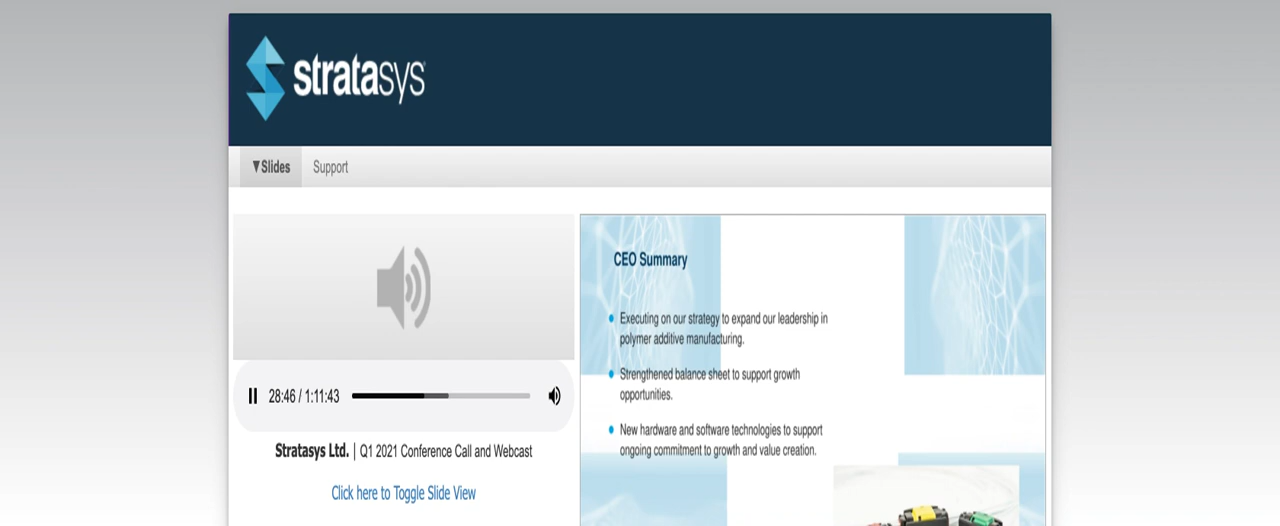 stratasys
▼Slides Support
28:46 / 1:11:43
Stratasys Ltd. | Q1 2021 Conference Call and Webcast
Click here to Toggle Slide View
CEO Summary
• Executing on our strategy to expand our leadership in
polymer additive manufacturing.
• Strengthened balance sheet to support growth
opportunities.
• New hardware and software technologies to support
ongoing commitment to growth and value creation.